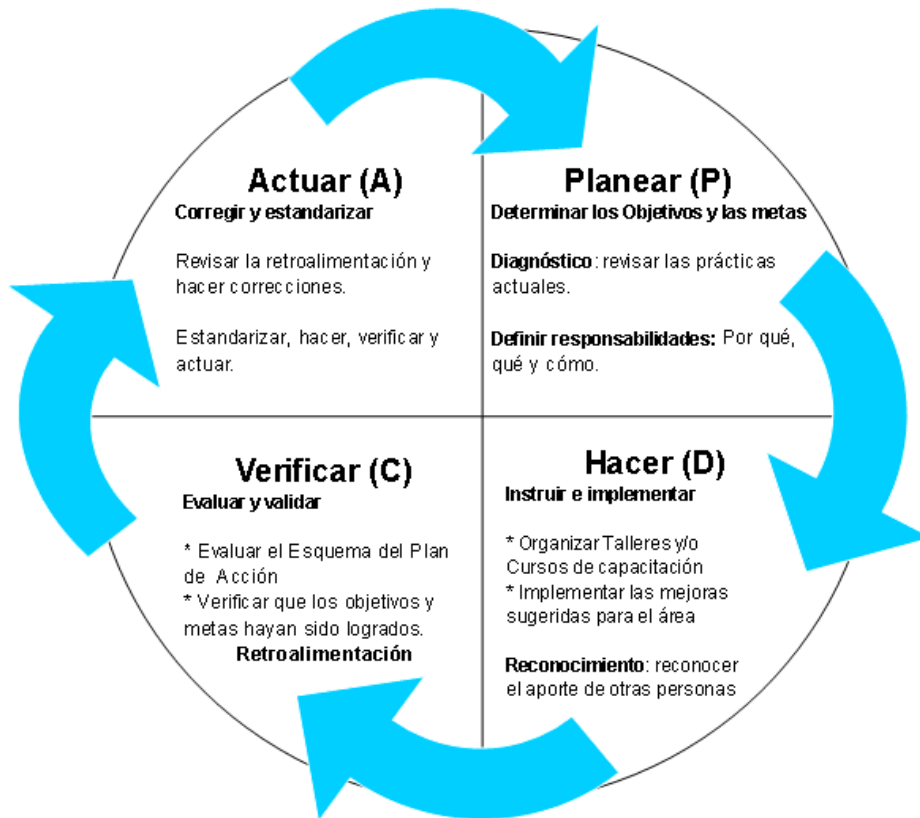 Actuar (A)
Corregir y estandarizar
Revisar la retroalimentación y
hacer correcciones.
Estandarizar, hacer, verificar y
actuar.
Planear (P)
Determinar los Objetivos y las metas
Diagnóstico: revisar las prácticas
actuales.
Definir responsabilidades: Por qué,
qué y cómo.
Verificar (C)
Evaluar y validar
* Evaluar el Esquema del Plan
de Acción
* Verificar que los objetivos y
metas hayan sido logrados.
Retroalimentación
Hacer (D)
Instruir e implementar
* Organizar Talleres y/o
Cursos de capacitación
* Implementar las mejoras
sugeridas para el área
Reconocimiento: reconocer
el aporte de otras personas